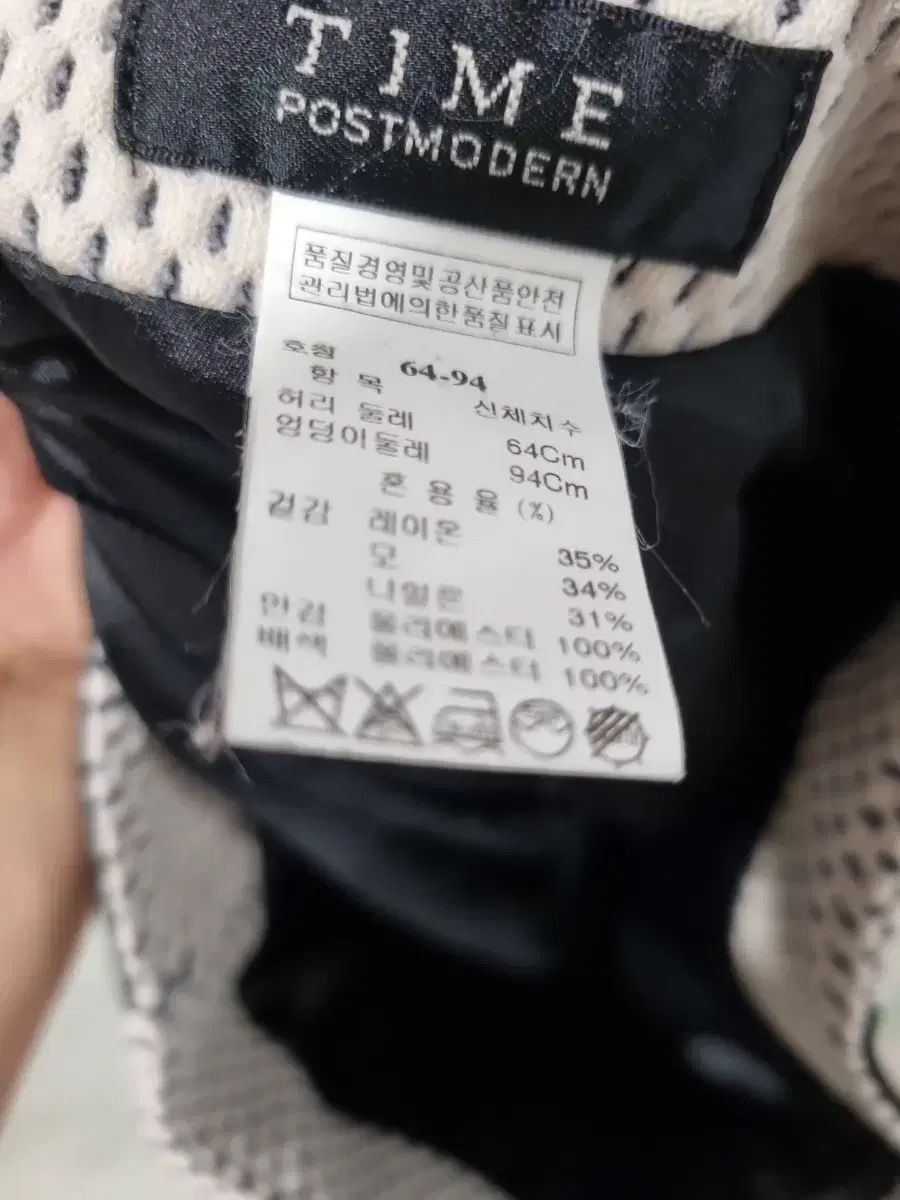 TIME
POSTMODERN
품질경영및공산품안전
관리법에의한품질표시
호칭 64-94
항 목 신체치수
허리 둘레 64Cm
엉덩이둘레 94Cm
혼 용 율 (%)
겉감 레이온 35%
모 34%
나일론 31%
안감 폴리에스터 100%
배색 폴리에스터 100%